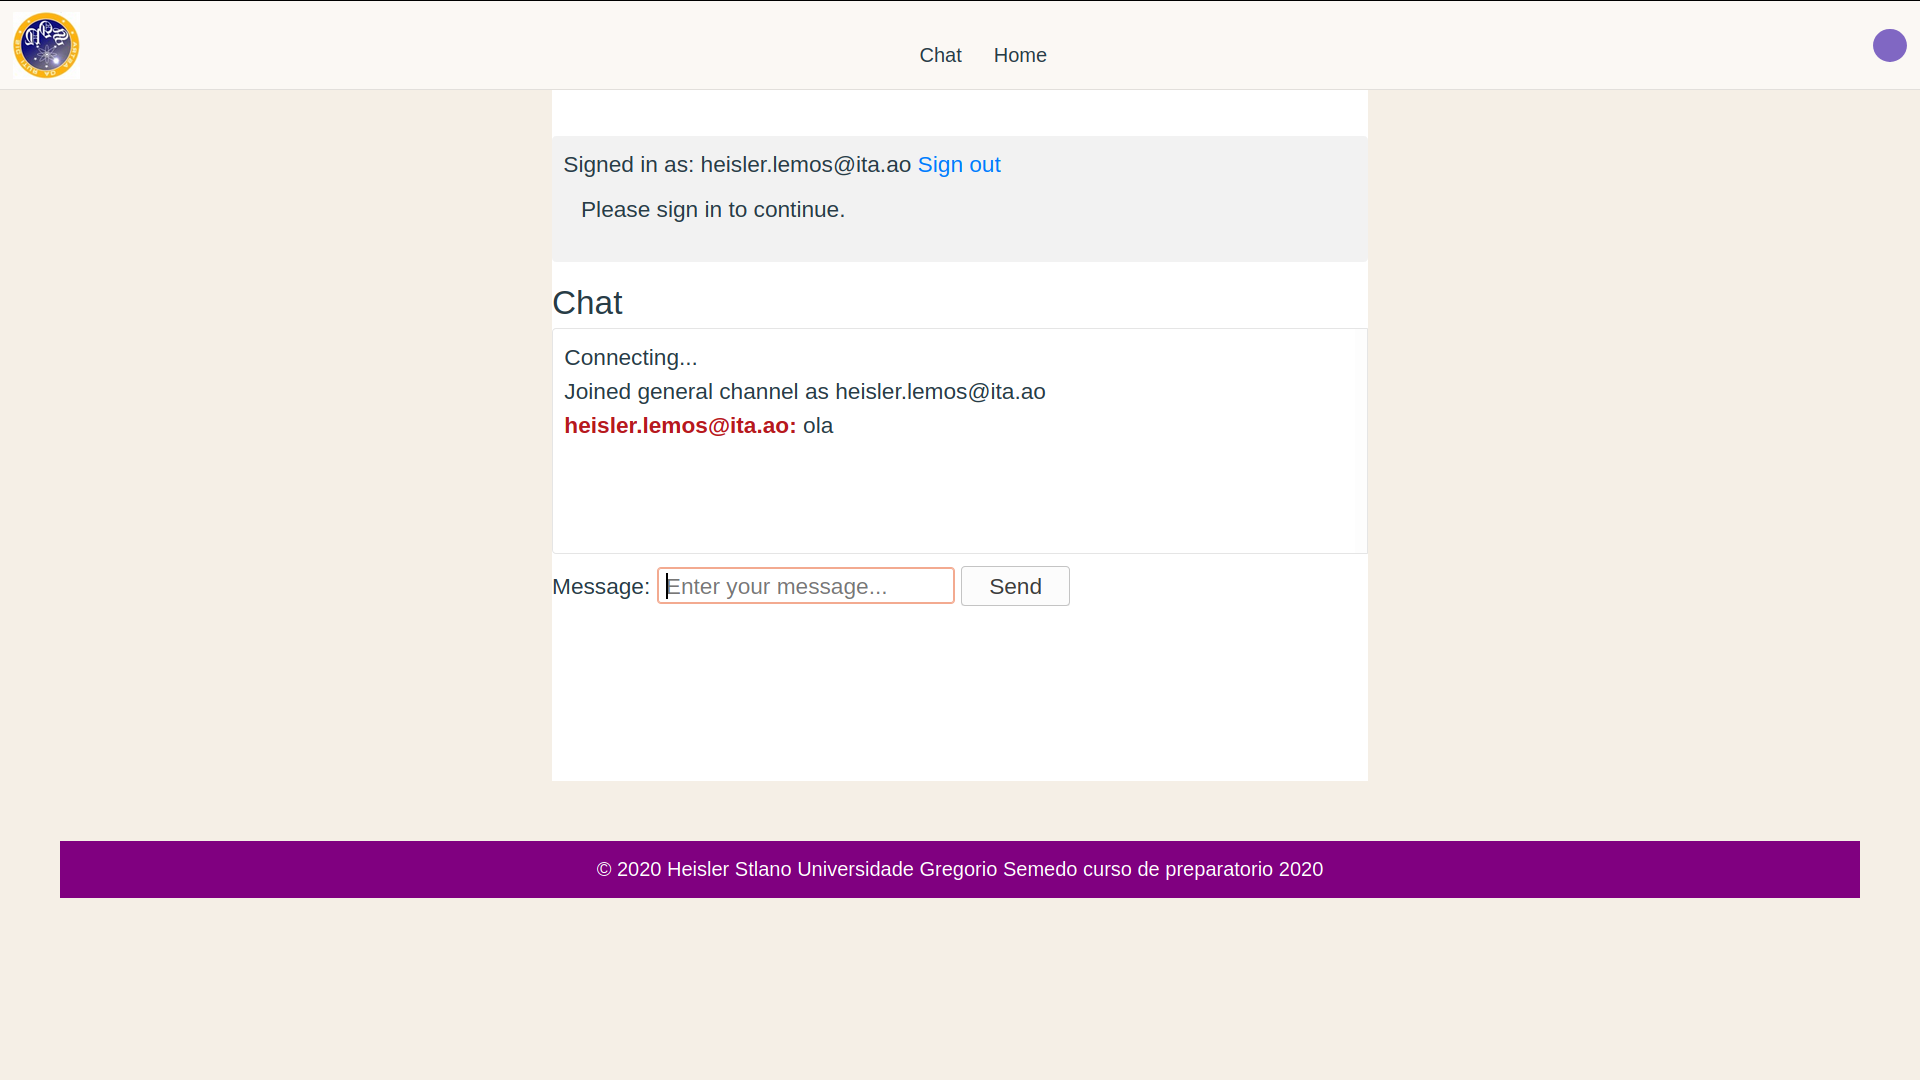 Chat Home
Signed in as: heisler.lemos@ita.ao Sign out
Please sign in to continue.
Chat
Connecting...
Joined general channel as heisler.lemos@ita.ao
heisler.lemos@ita.ao: ola
Message: Enter your message... Send
© 2020 Heisler Stlano Universidade Gregorio Semedo curso de preparatorio 2020